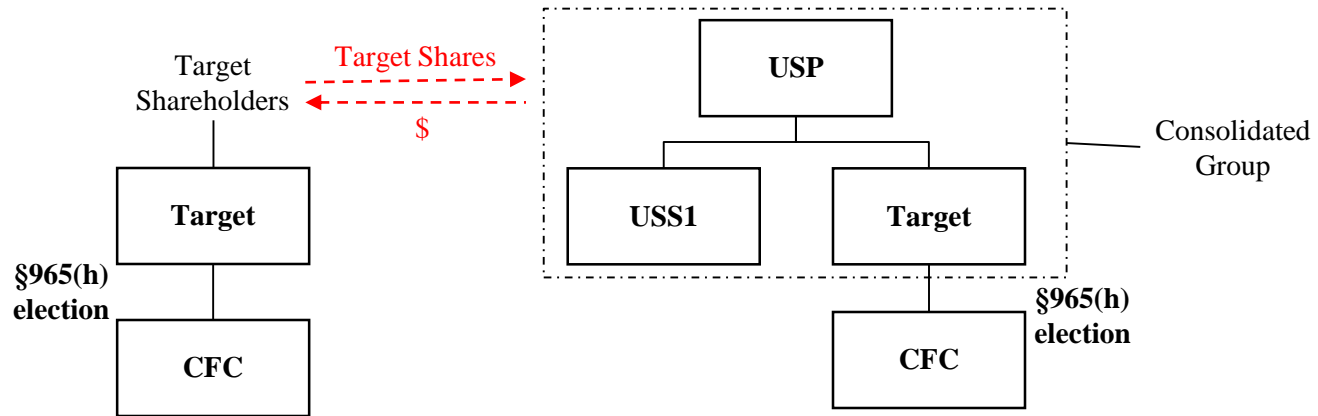 Target
Shareholders
Target Shares
$
USP
Consolidated
Group
Target
USS1
Target
§965(h)
election
CFC
§965(h)
election
CFC